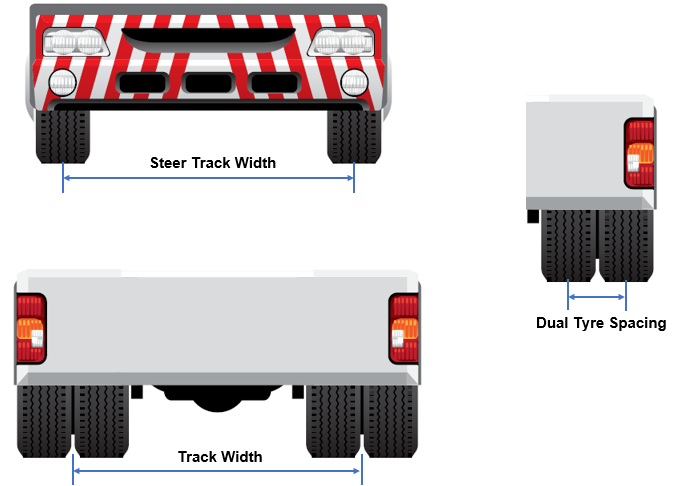 Steer Track Width
Dual Tyre Spacing
Track Width